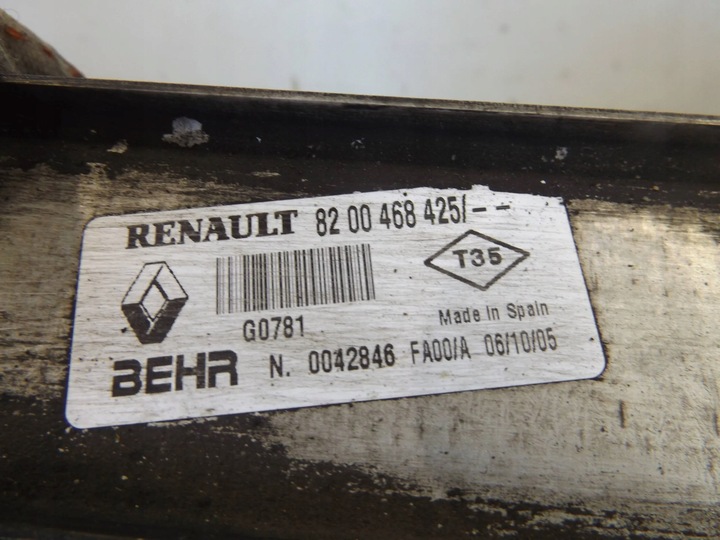 RENAULT 82 00 468 425/--
T35
G0781
Made in Spain
BEHR N. 0042846 FA00/A 06/10/05